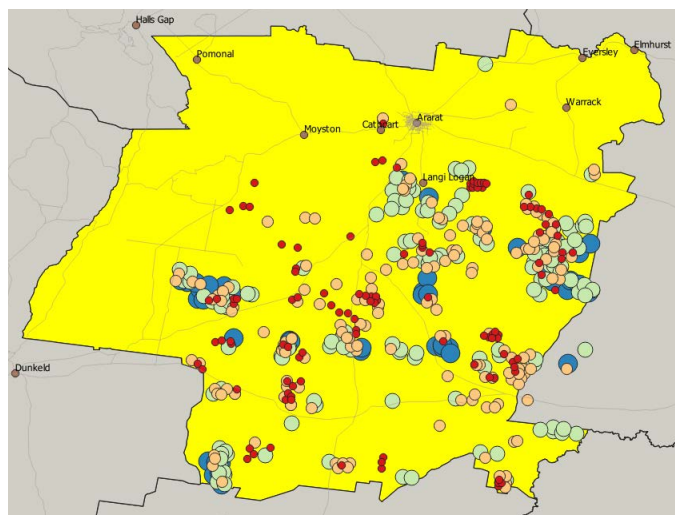 Halls Gap
Elmhurst
Pomonal
Eversley
Warrack
Ararat
Cathcart
Moyston
Langi Logan
Dunkeld